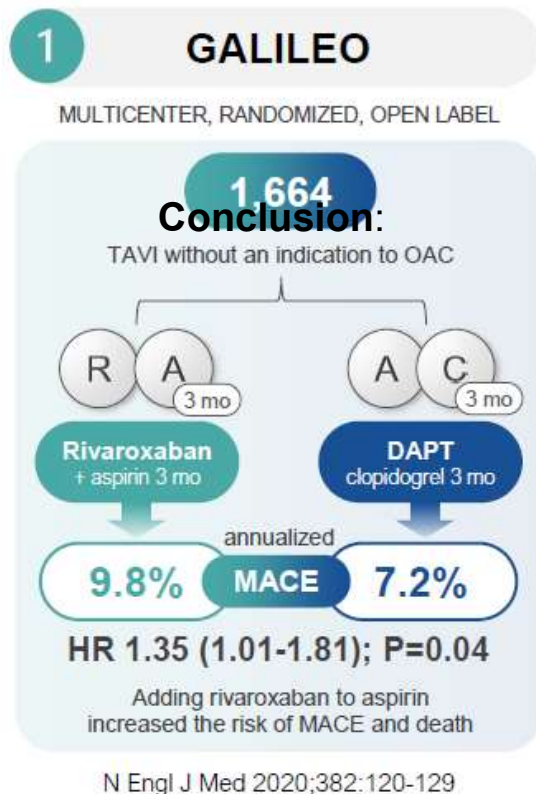 1
GALILEO
MULTICENTER, RANDOMIZED, OPEN LABEL
1,664
Conclusion:
TAVI without an indication to OAC
R A A C
3 mo 3 mo
Rivaroxaban DAPT
+ aspirin 3 mo clopidogrel 3 mo
annualized
9.8% MACE 7.2%
HR 1.35 (1.01-1.81); P=0.04
Adding rivaroxaban to aspirin
increased the risk of MACE and death
N Engl J Med 2020;382:120-129